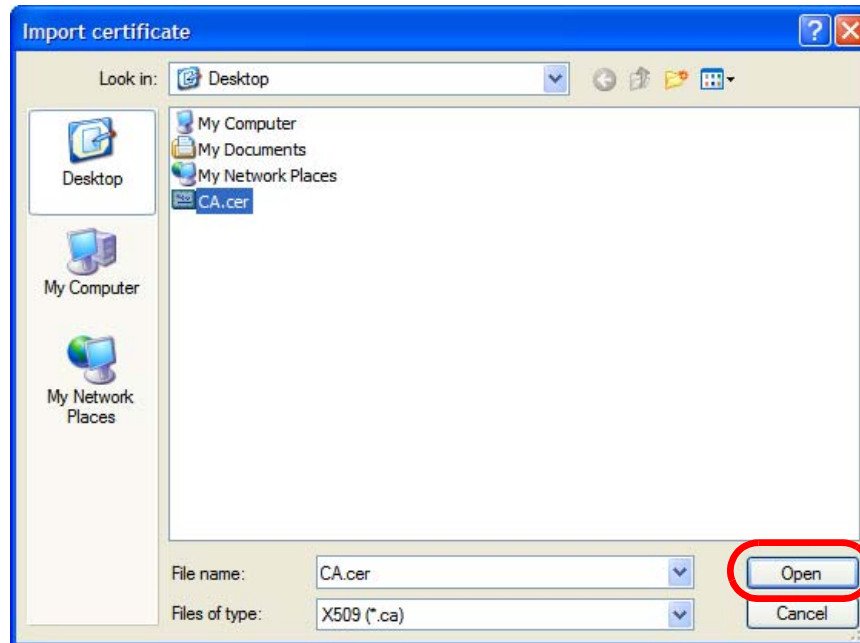 Import certificate
Look in: Desktop
My Computer
My Documents
My Network Places
CA.cer
Desktop
My Computer
My Network
Places
File name: CA.cer Open
Files of type: X509 (*.ca) Cancel